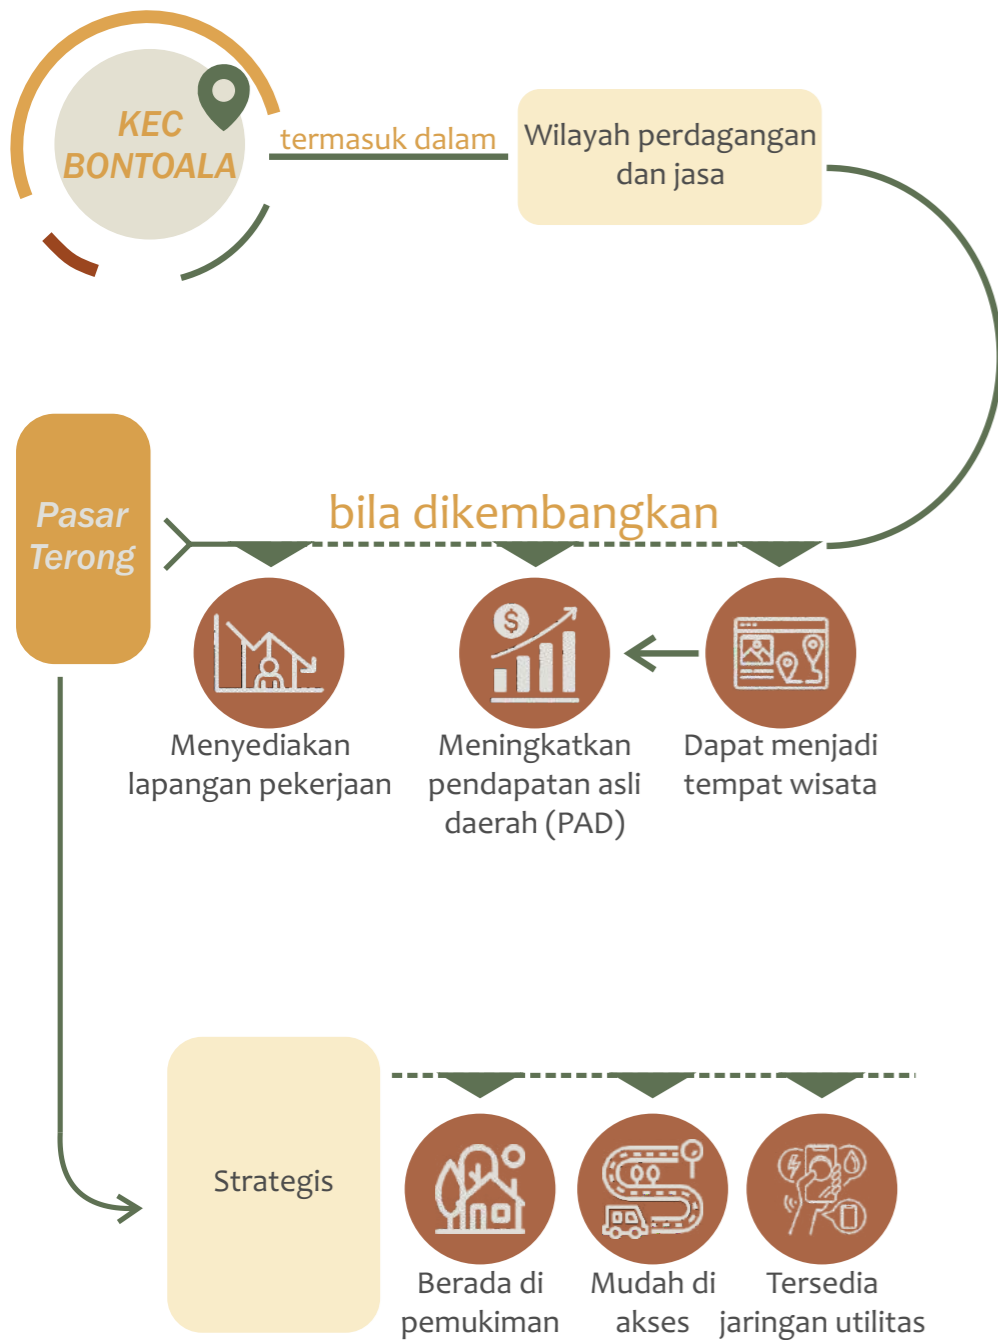 KEC
BONTOALA
termasuk dalam
Wilayah perdagangan
dan jasa
Pasar
Terong
bila dikembangkan
Menyediakan
lapangan pekerjaan
Meningkatkan
pendapatan asli
daerah (PAD)
Dapat menjadi
tempat wisata
Strategis
Berada di
pemukiman
Mudah di
akses
Tersedia
jaringan utilitas